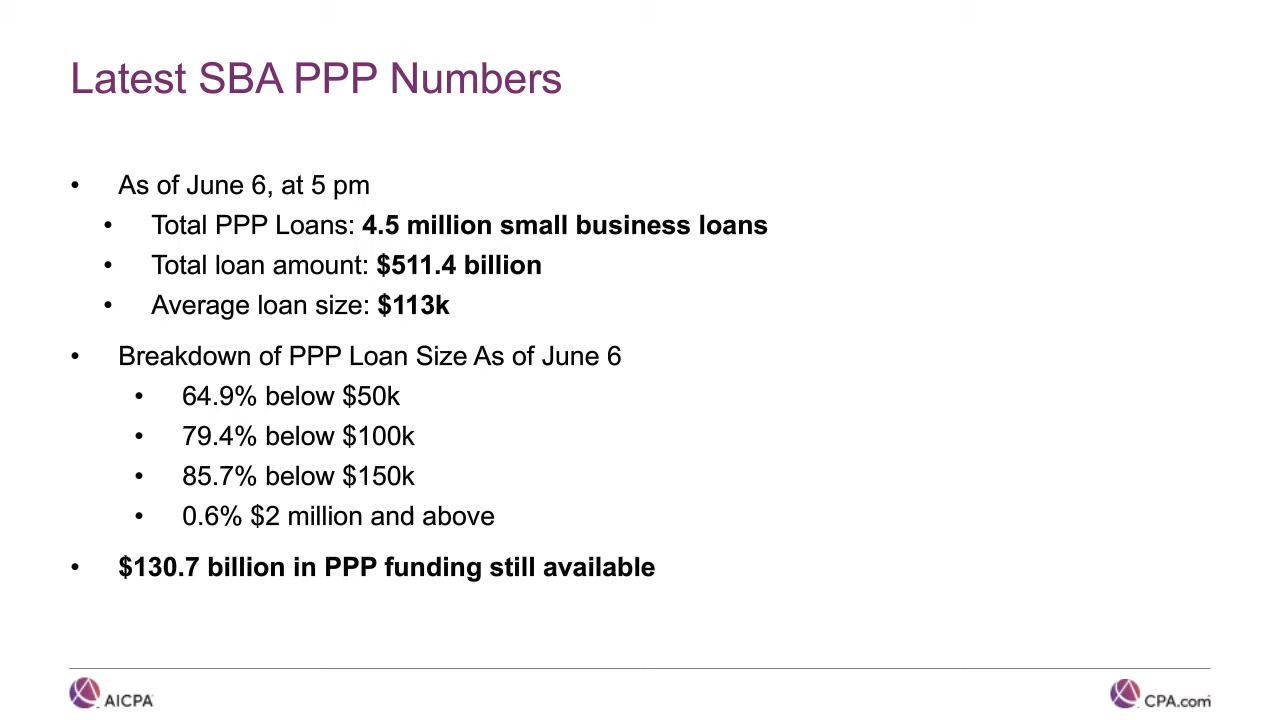 Latest SBA PPP Numbers
• As of June 6, at 5 pm
• Total PPP Loans: 4.5 million small business loans
• Total loan amount: $511.4 billion
• Average loan size: $113k
• Breakdown of PPP Loan Size As of June 6
• 64.9% below $50k
• 79.4% below $100k
• 85.7% below $150k
• 0.6% $2 million and above
• $130.7 billion in PPP funding still available
AICPA
CPA.com